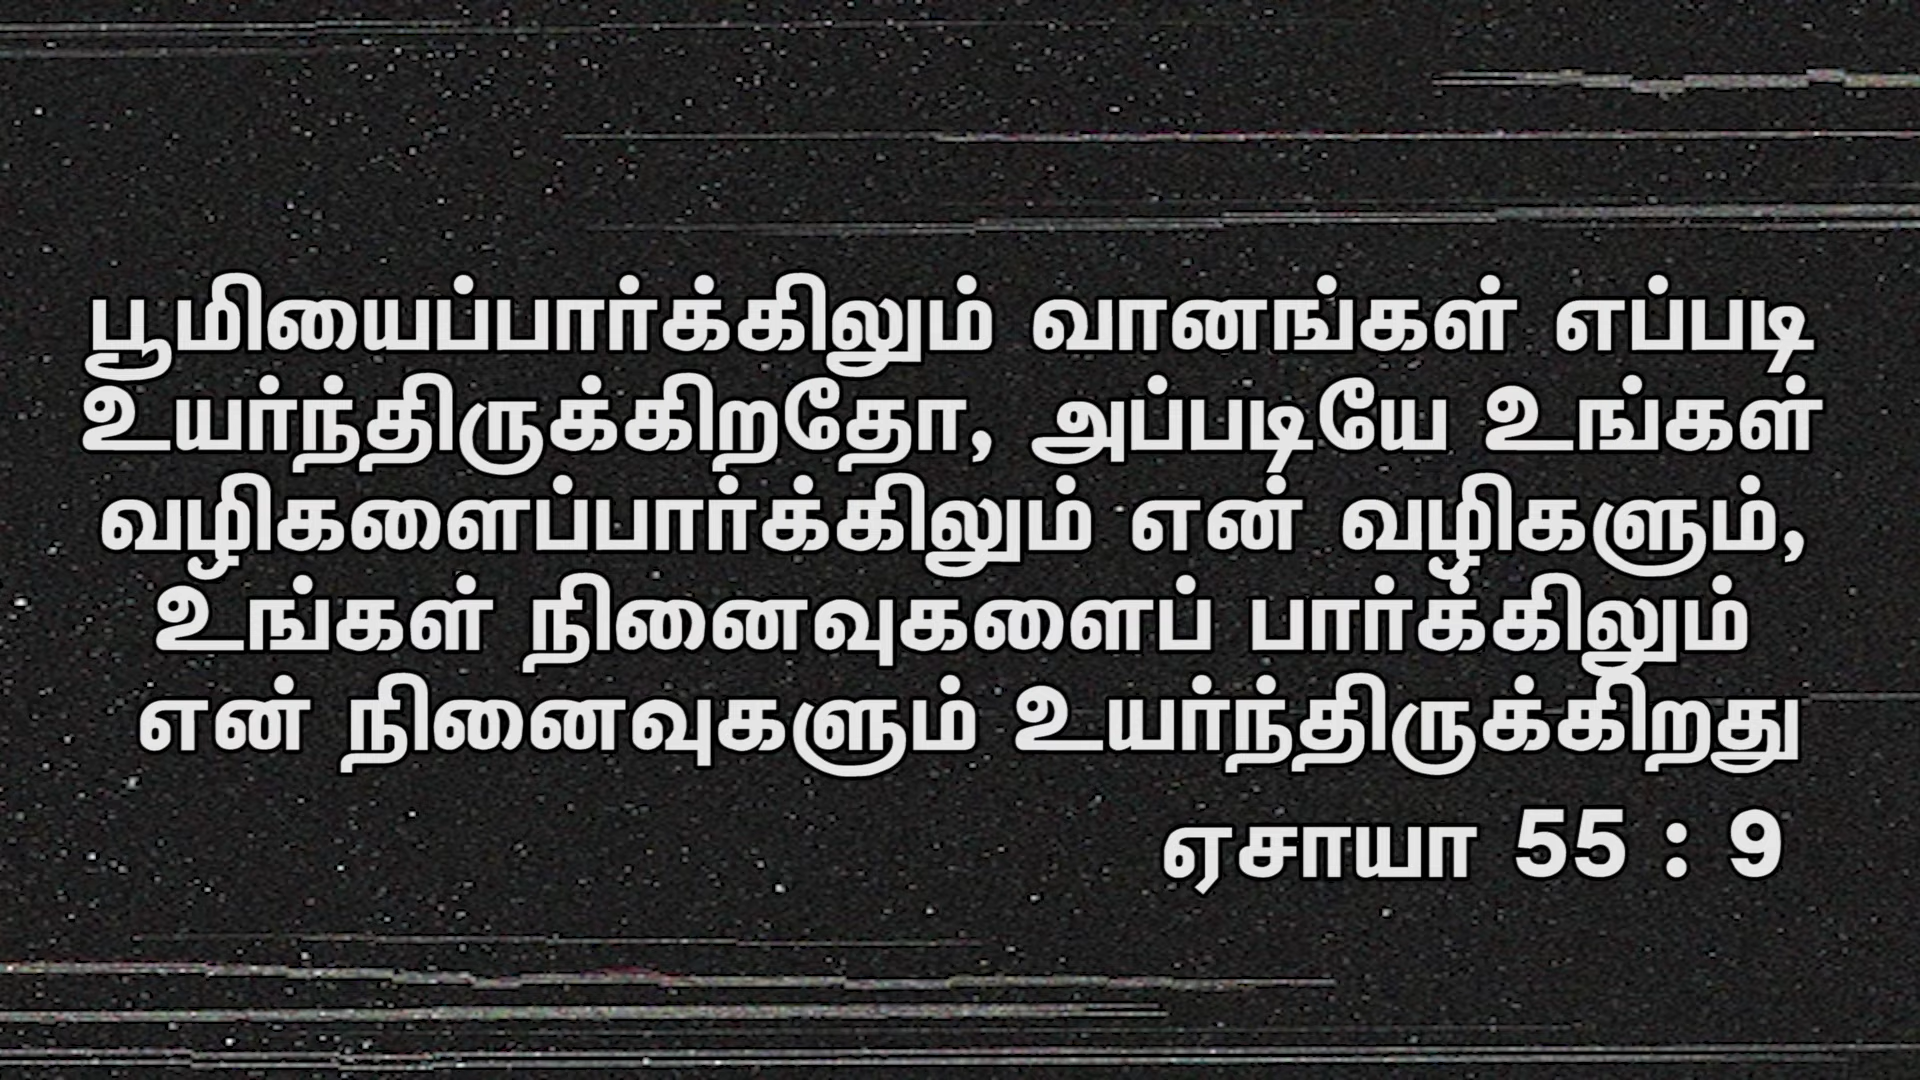 பூமியைப்பார்க்கிலும் வானங்கள் எப்படி
உயர்ந்திருக்கிறதோ, அப்படியே உங்கள்
வழிகளைப்பார்க்கிலும் என் வழிகளும்,
உங்கள் நினைவுகளைப் பார்க்கிலும்
என் நினைவுகளும் உயர்ந்திருக்கிறது
ஏசாயா 55 : 9